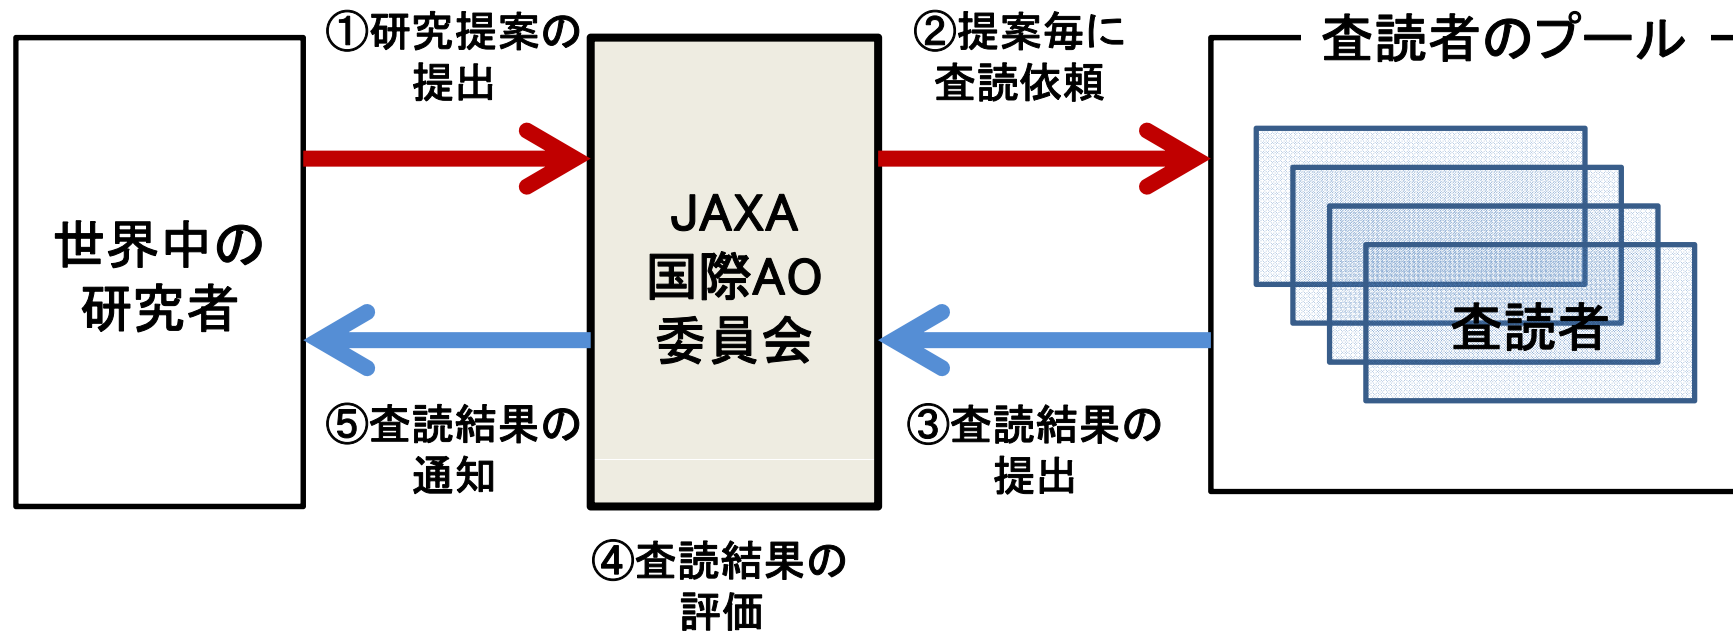 ①研究提案の
提出
②提案毎に
査読依頼
査読者のプール
世界中の
研究者
JAXA
国際AO
委員会
査読者
⑤査読結果の
通知
③査読結果の
提出
④査読結果の
評価